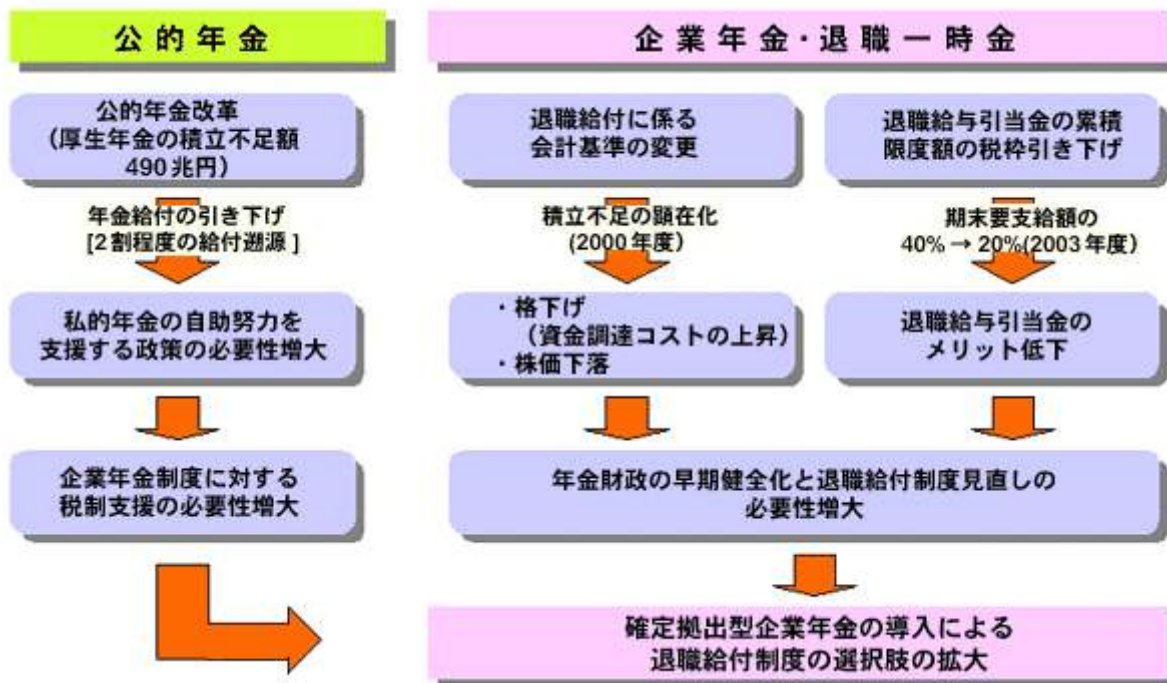 公的年金
公的年金改革
(厚生年金の積立不足額
490兆円)
年金給付の引き下げ
[2割程度の給付遡源]
私的年金の自助努力を
支援する政策の必要性増大
企業年金制度に対する
税制支援の必要性増大
企業年金・退職一時金
退職給付に係る
会計基準の変更
積立不足の顕在化
(2000年度)
・格下げ
(資金調達コストの上昇)
・株価下落
退職給与引当金の累積
限度額の税枠引き下げ
期末要支給額の
40%→20%(2003年度)
退職給与引当金の
メリット低下
年金財政の早期健全化と退職給付制度見直しの
必要性増大
確定拠出型企業年金の導入による
退職給付制度の選択肢の拡大